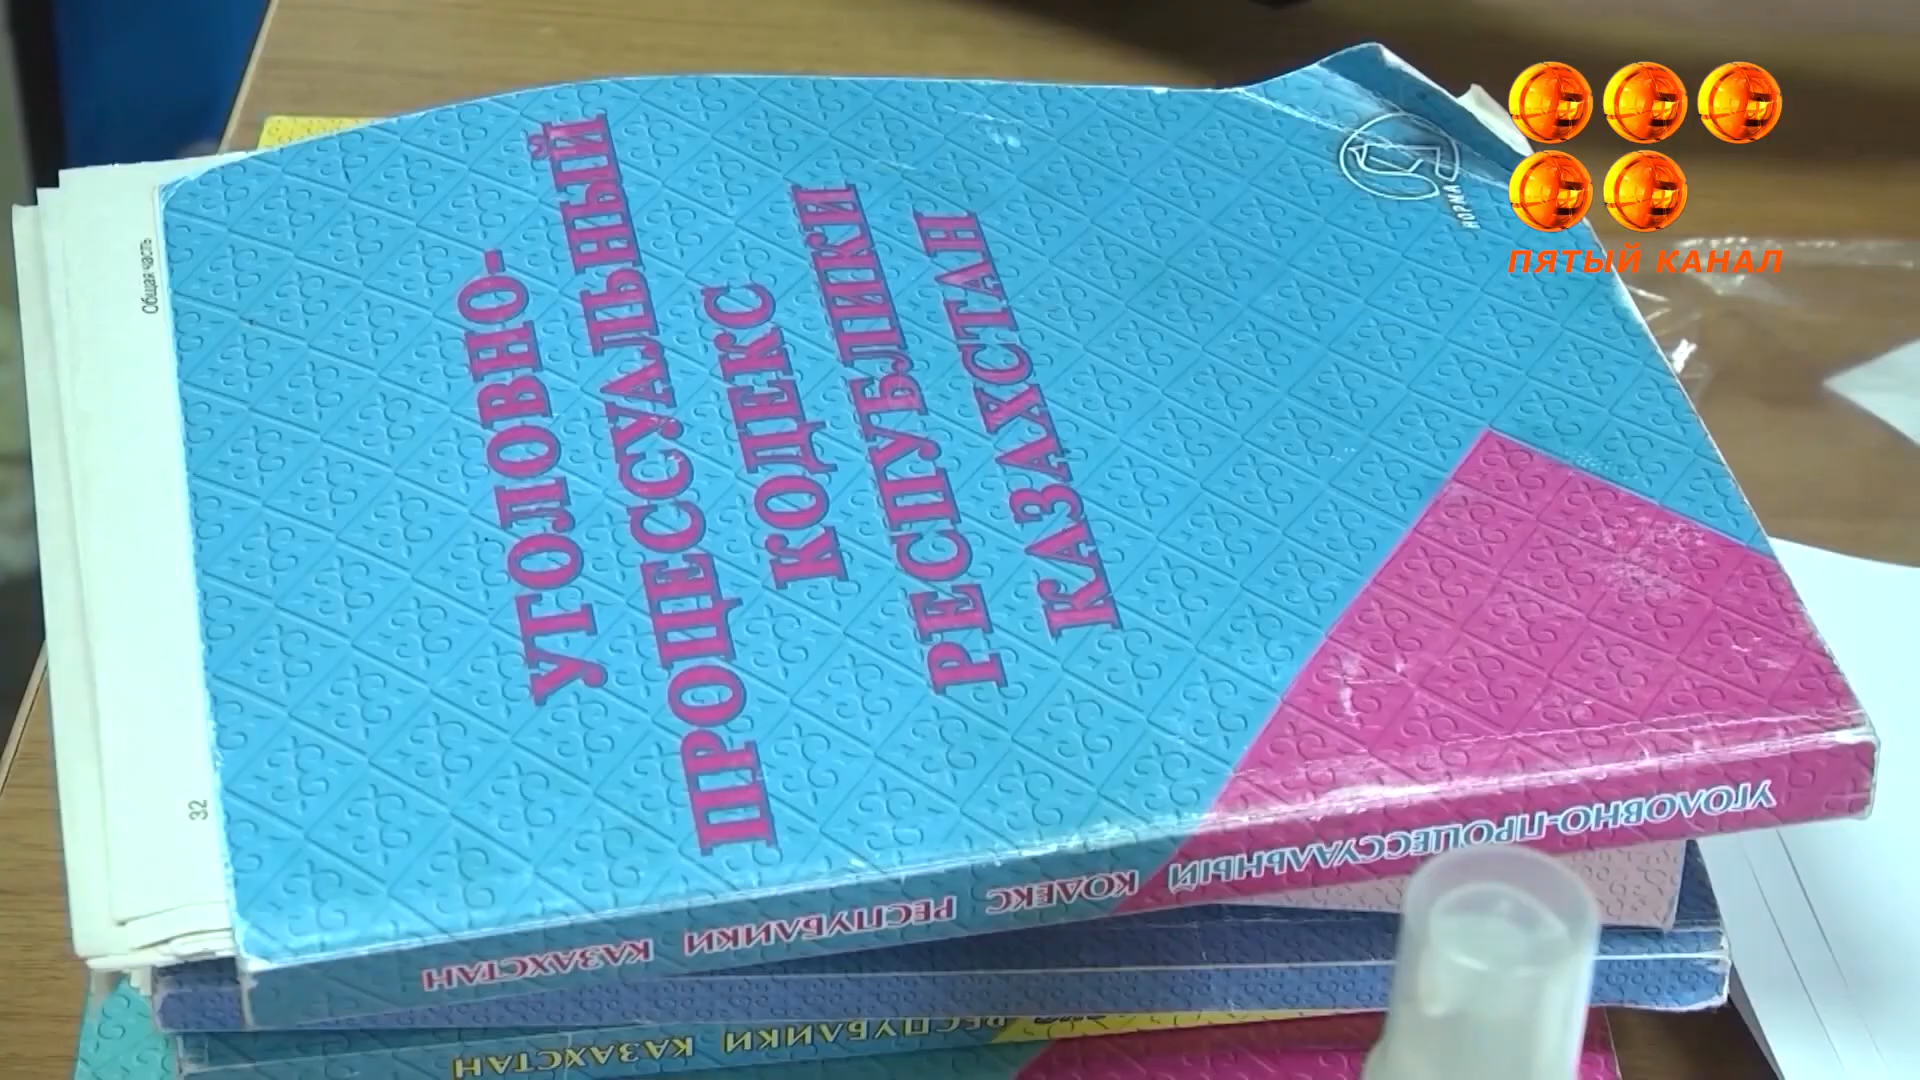 УГОЛОВНО-
ПРОЦЕССУАЛЬНЫЙ
КОДЕКС
РЕСПУБЛИКИ
КАЗАХСТАН
НОРМА
ПЯТЫЙ КАНАЛ
Общая часть
32
УГОЛОВНО-ПРОЦЕССУАЛЬНЫЙ КОДЕКС РЕСПУБЛИКИ КАЗАХСТАН
РЕСПУБЛИКИ КАЗАХСТАН